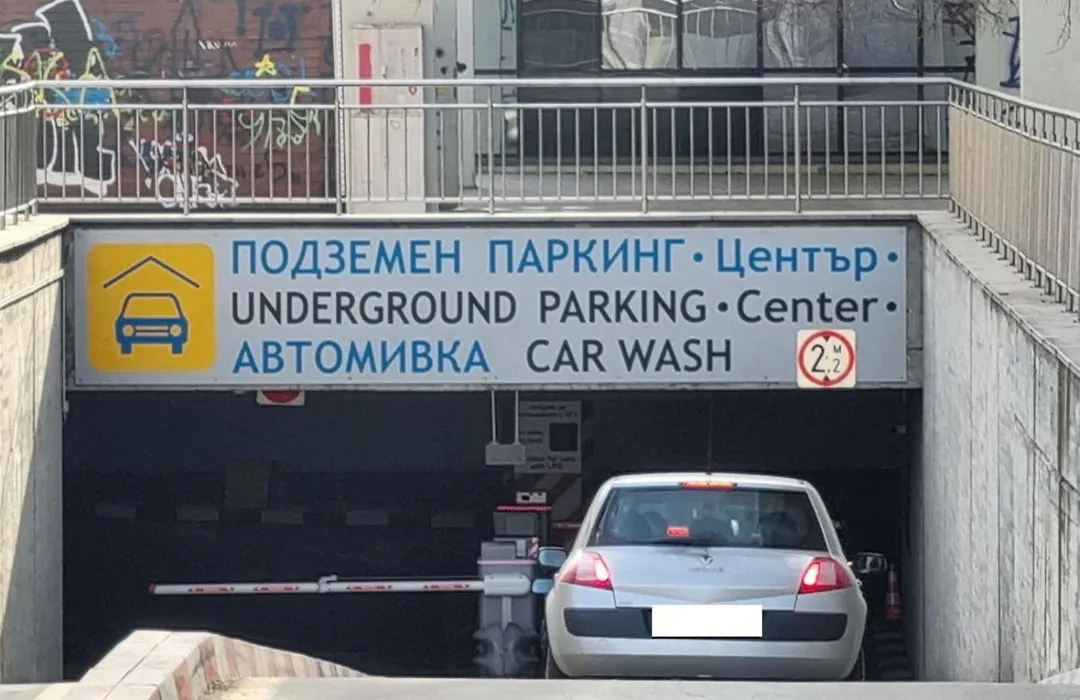 ПОДЗЕМЕН ПАРКИНГ • Център •
UNDERGROUND PARKING • Center •
АВТОМИВКА CAR WASH
2.2 м